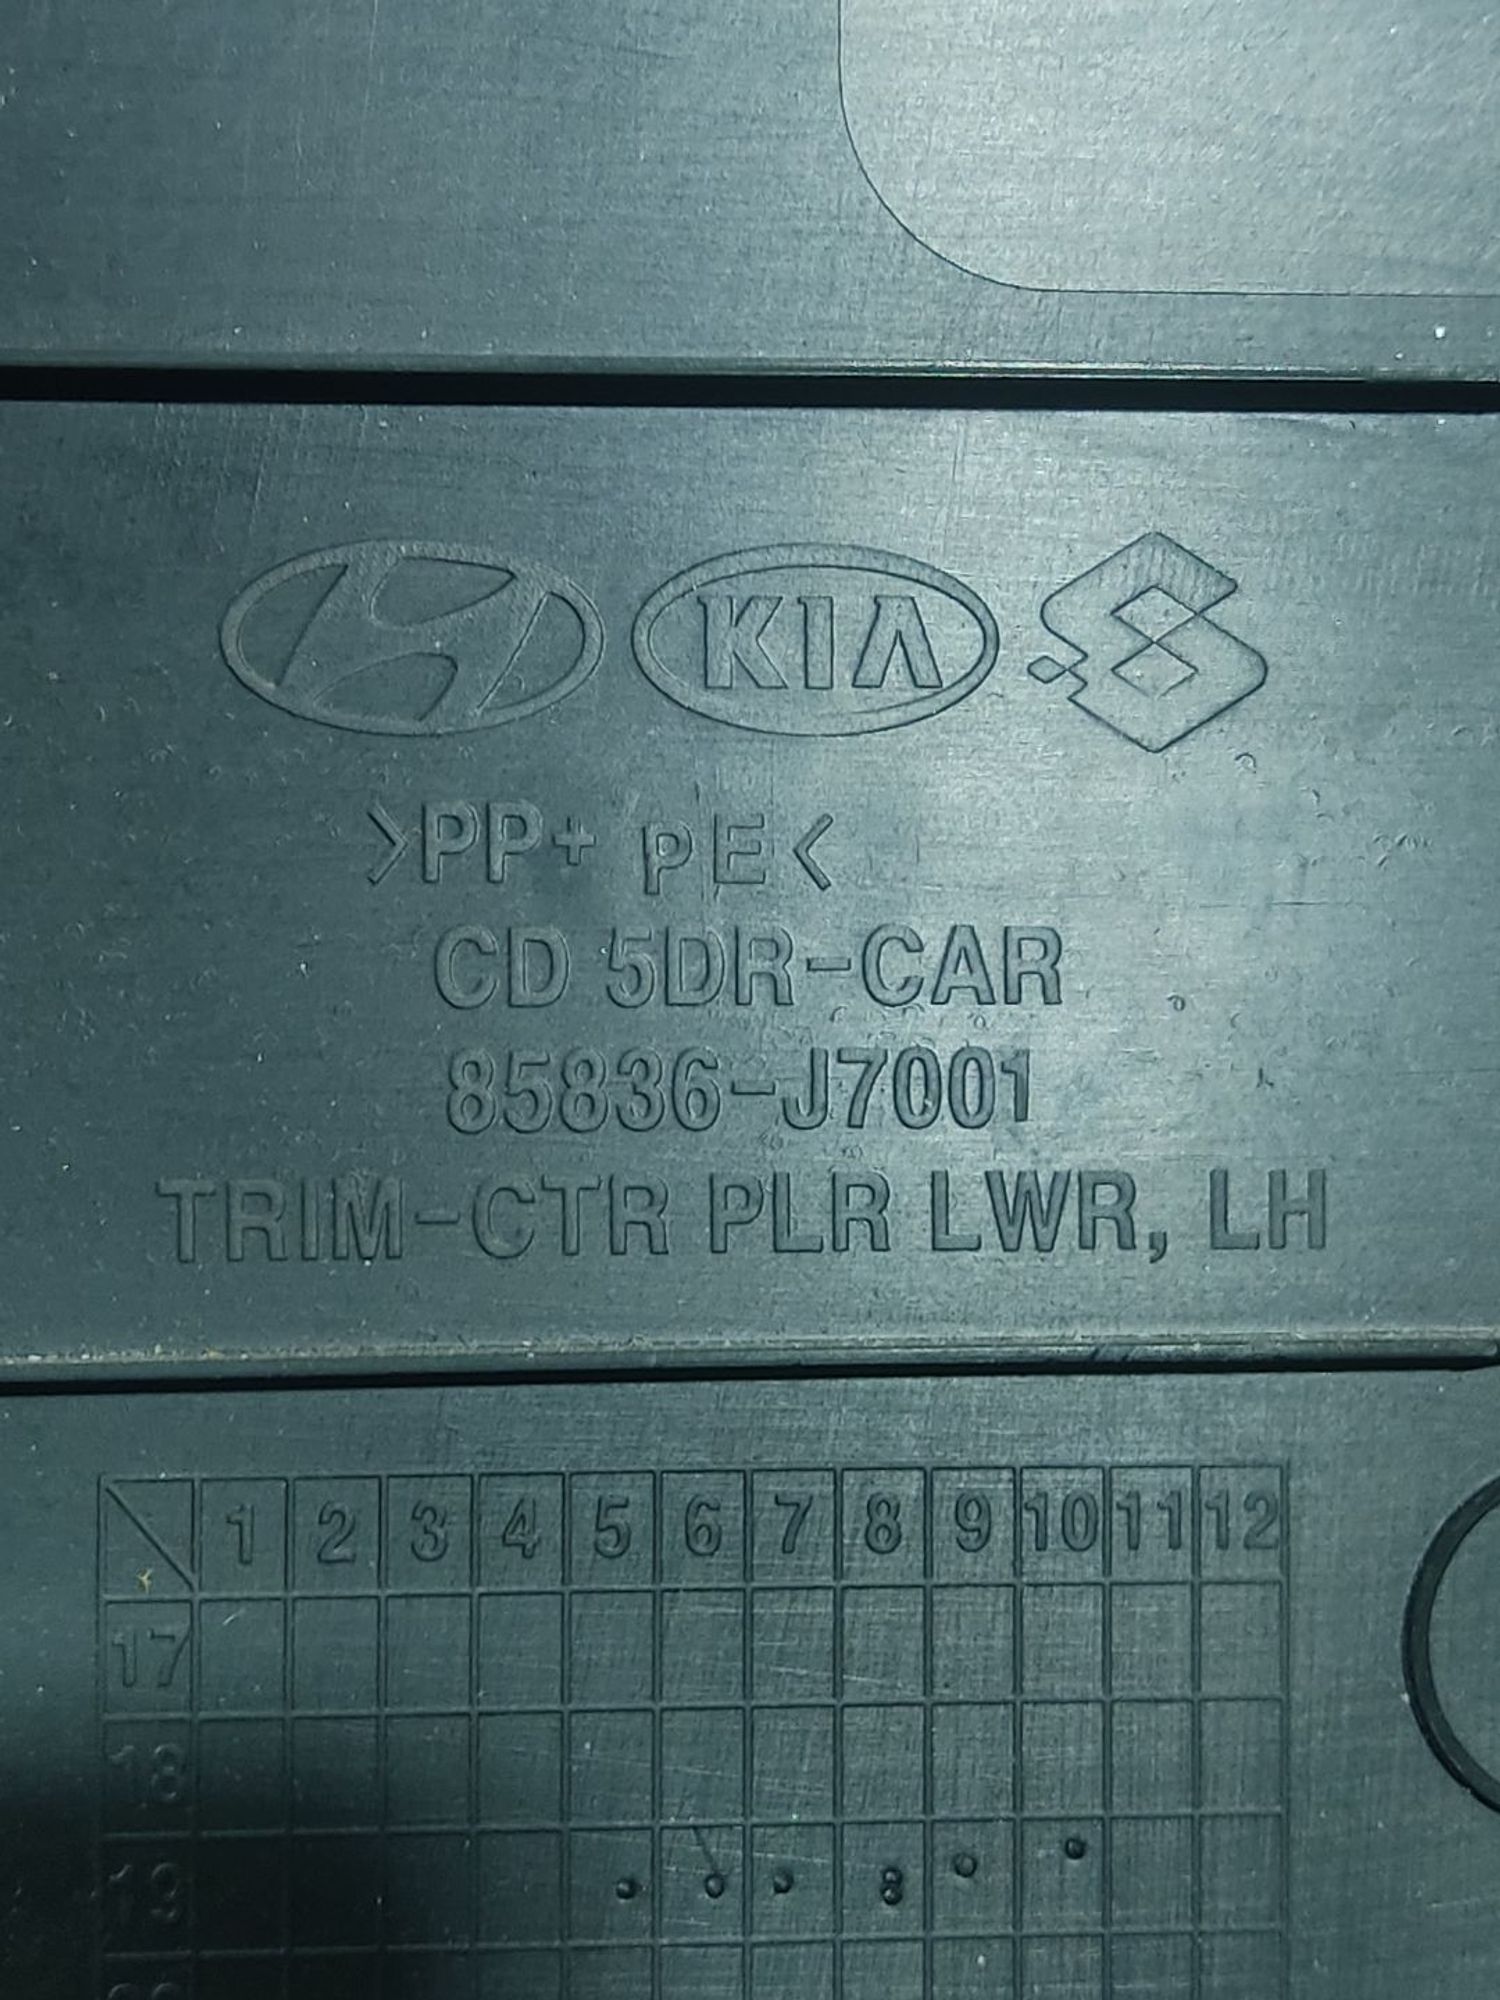 KIA
>PP+ PE<
CD 5DR-CAR
85836-J7001
TRIM-CTR PLR LWR, LH
1 2 3 4 5 6 7 8 9 10 11 12
17
18
19